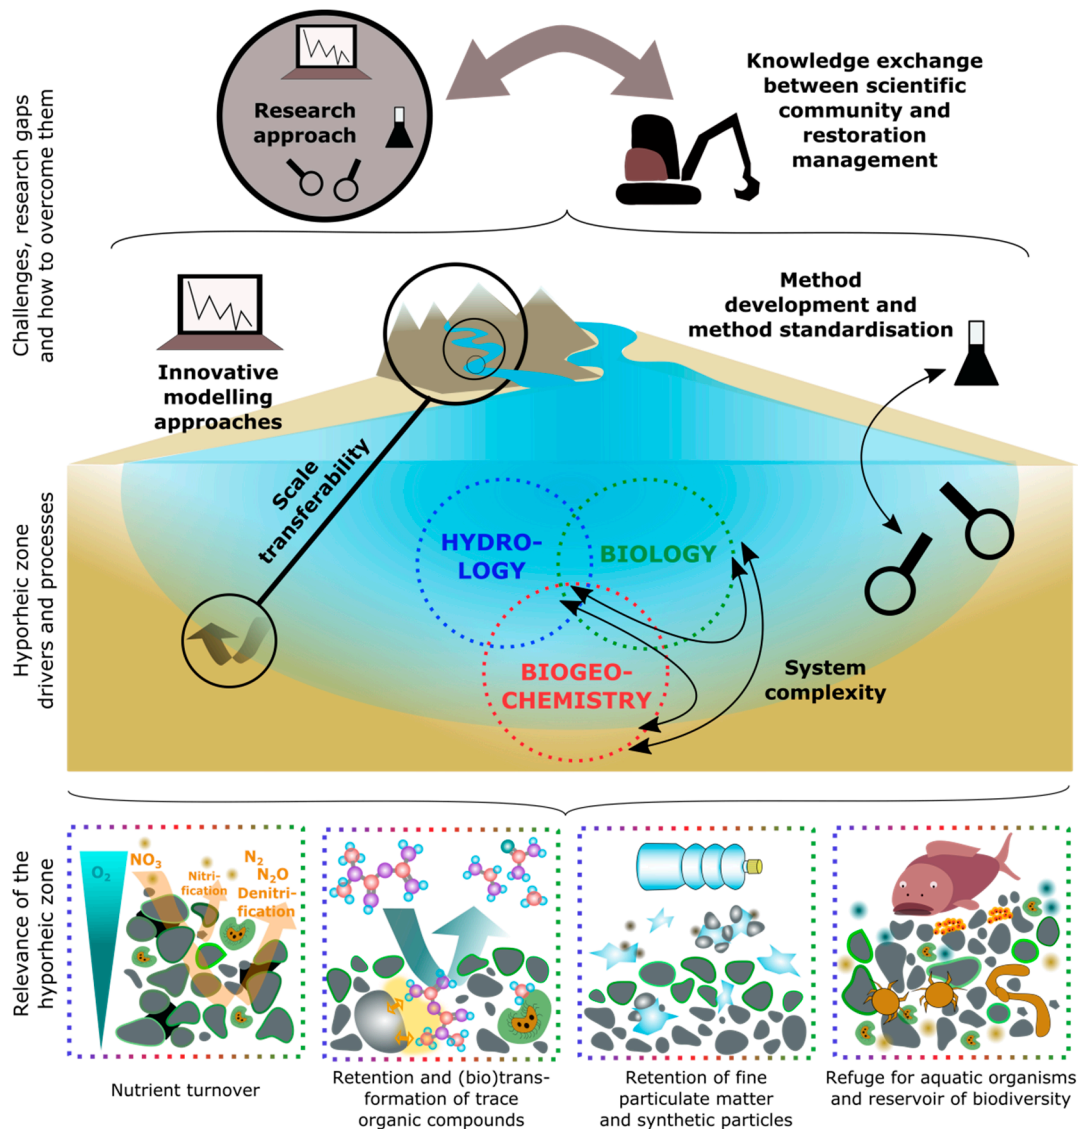 Challenges, research gaps
and how to overcome them
Research
approach
Knowledge exchange
between scientific
community and
restoration
management
Innovative
modelling
approaches
Method
development and
method standardisation
Scale
transferability
Hyporheic zone
drivers and processes
HYDRO-
LOGY
BIOLOGY
BIOGEO-
CHEMISTRY
System
complexity
Relevance of the
hyporheic zone
O2
NO3
Nitri-
fication
N2
N2O
Denitri-
fication
Nutrient turnover
Retention and (bio)trans-
formation of trace
organic compounds
Retention of fine
particulate matter
and synthetic particles
Refuge for aquatic organisms
and reservoir of biodiversity